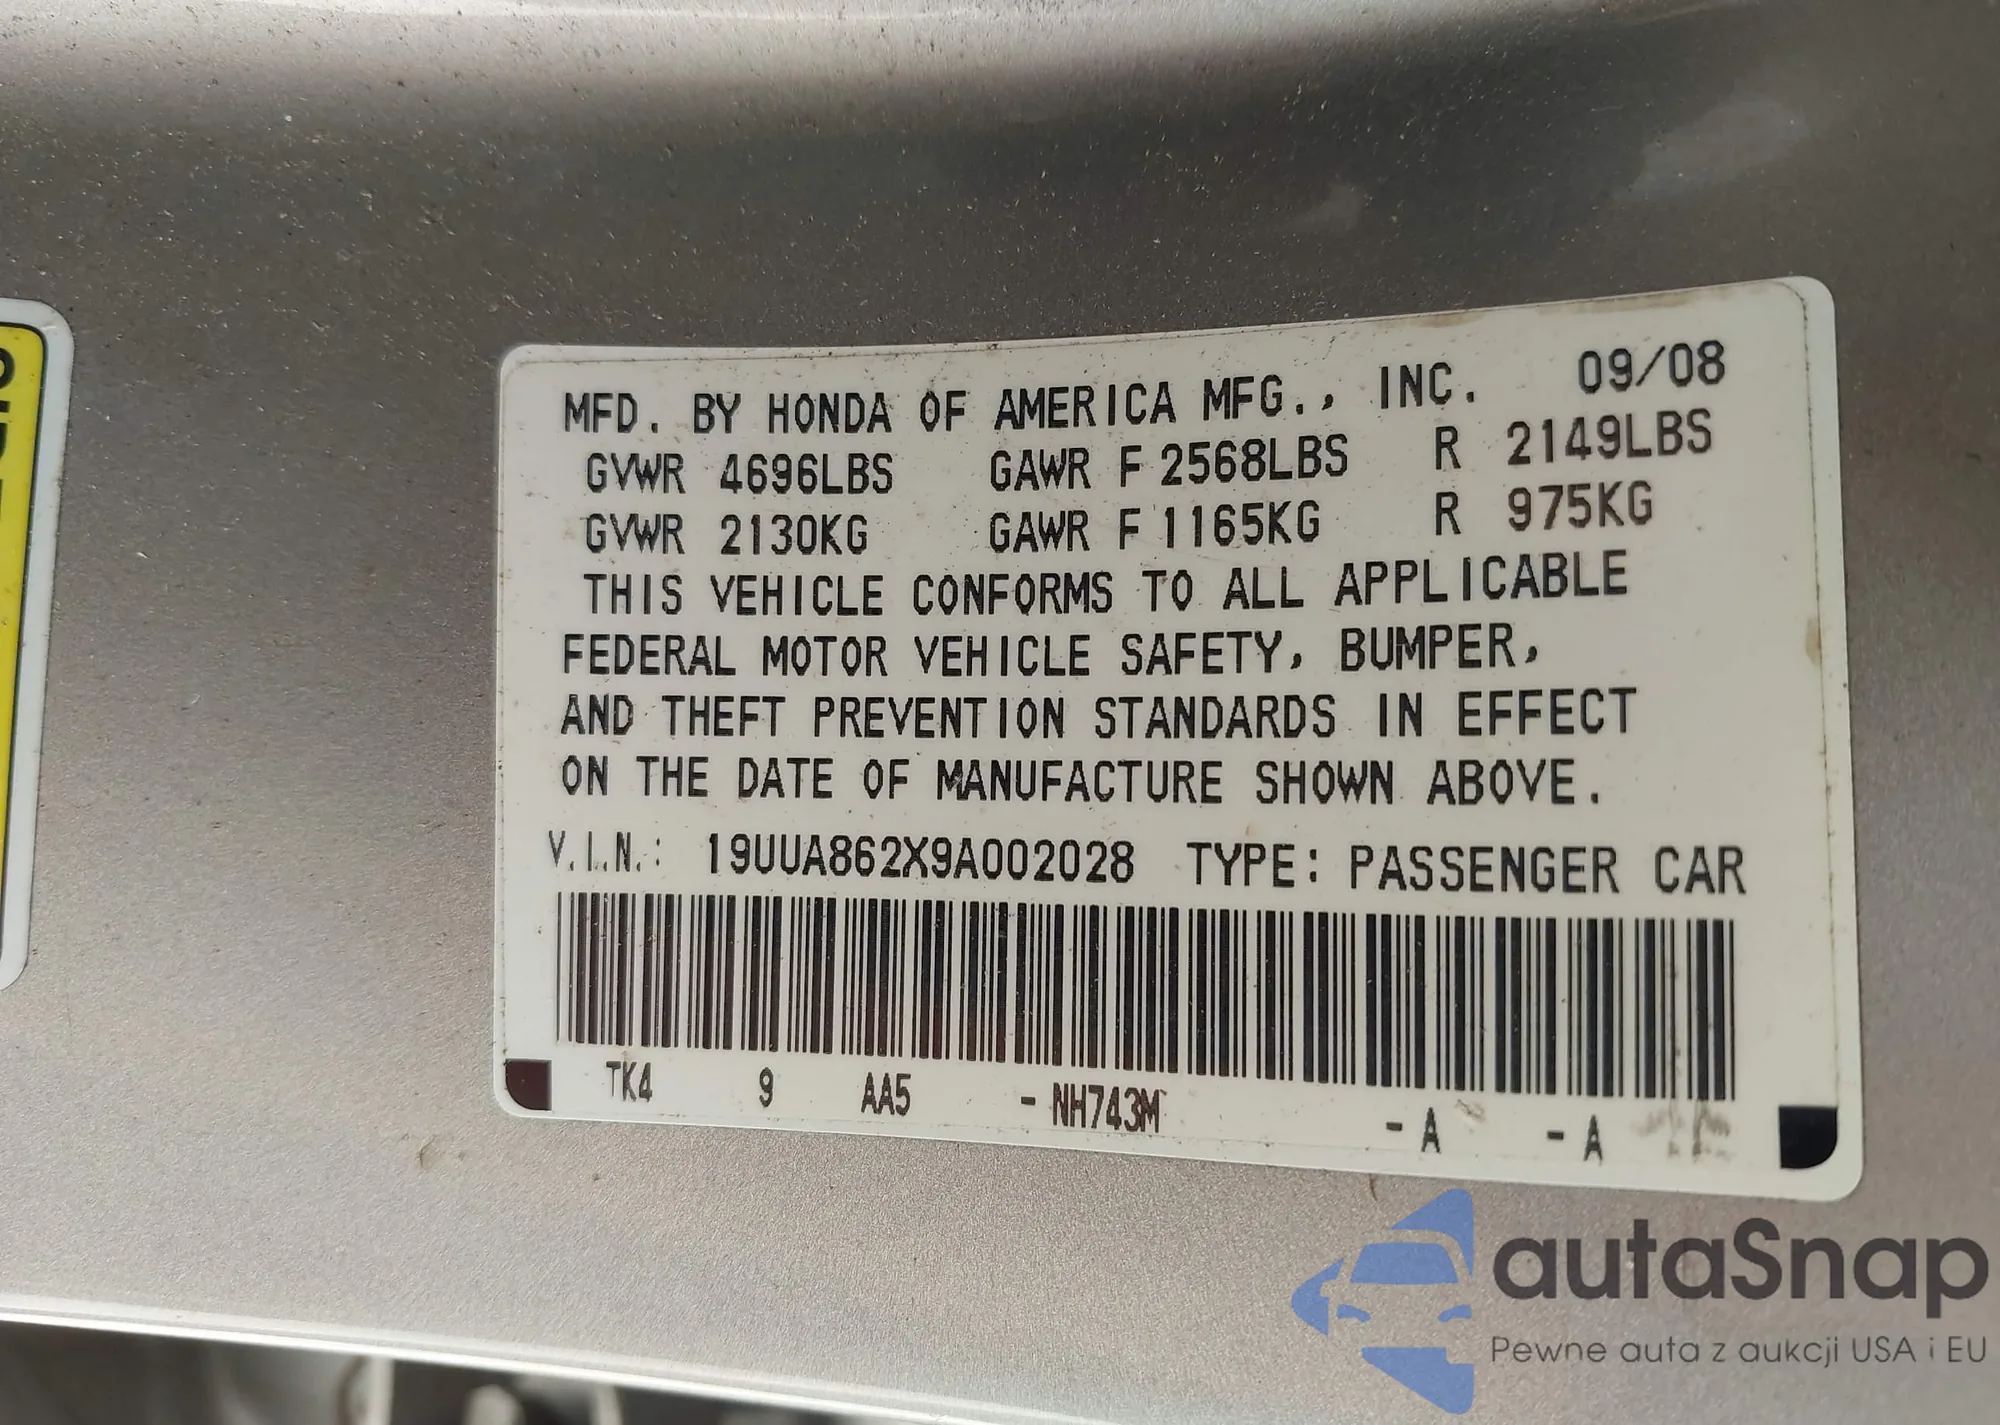 MFD. BY HONDA OF AMERICA MFG., INC. 09/08
GVWR 4696LBS GAWR F 2568LBS R 2149LBS
GVWR 2130KG GAWR F 1165KG R 975KG
THIS VEHICLE CONFORMS TO ALL APPLICABLE
FEDERAL MOTOR VEHICLE SAFETY, BUMPER,
AND THEFT PREVENTION STANDARDS IN EFFECT
ON THE DATE OF MANUFACTURE SHOWN ABOVE.
V.I.N.: 19UUA862X9A002028 TYPE: PASSENGER CAR
TK4 9 AA5 - NH743M - A - A
autaSnap
Pewne auta z aukcji USA i EU